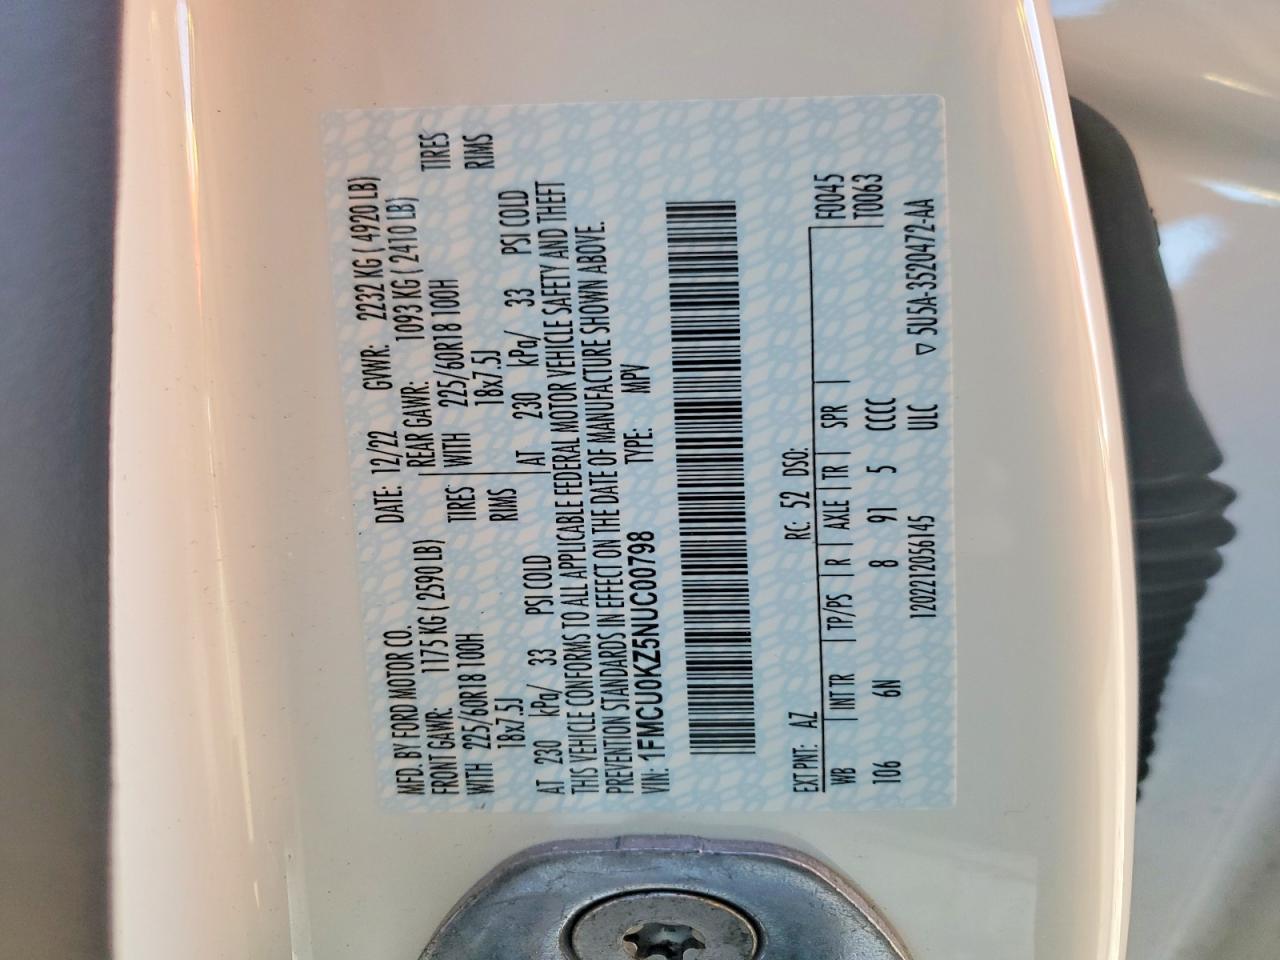 MFD. BY FORD MOTOR CO. DATE: 12/22 GVWR: 2232 KG ( 4920 LB)
FRONT GAWR: 1175 KG ( 2590 LB) REAR GAWR: 1093 KG ( 2410 LB)
WITH 225/60R18 100H TIRES WITH 225/60R18 100H TIRES
18x7.5J RIMS 18x7.5J RIMS
AT 230 kPa/ 33 PSI COLD AT 230 kPa/ 33 PSI COLD
THIS VEHICLE CONFORMS TO ALL APPLICABLE FEDERAL MOTOR VEHICLE SAFETY AND THEFT
PREVENTION STANDARDS IN EFFECT ON THE DATE OF MANUFACTURE SHOWN ABOVE.
VIN: 1FMCU0KZ5NUC00798 TYPE: MPV
EXT PNT: AZ RC: 52 DSO: F0045
WB INT TR TP/PS R AXLE TR SPR T0063
106 6N 8 91 5 CCCC
1202212056145 ULC ▽ 5U5A-3520472-AA